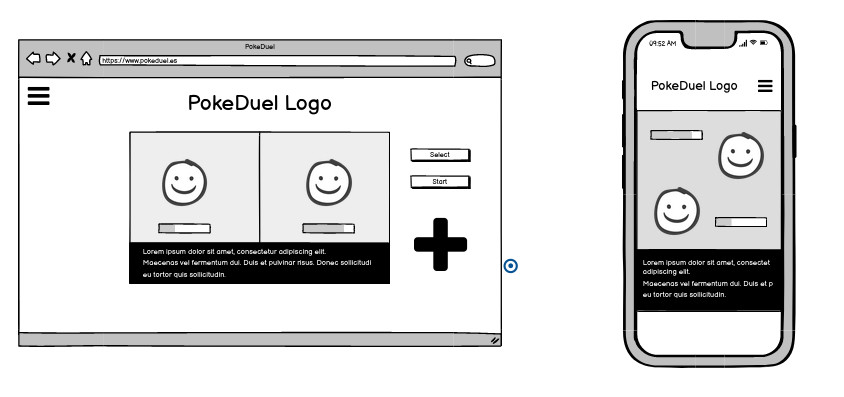 PokeDuel
https://www.pokeduel.es
PokeDuel Logo
Select
Start
Lorem ipsum dolor sit amet, consectetur adipiscing elit.
Maecenas vel fermentum dui. Duis et pulvinar risus. Donec sollicitudi
eu tortor quis sollicitudin.
09:52 AM
PokeDuel Logo
Lorem ipsum dolor sit amet, consectet
adipiscing elit.
Maecenas vel fermentum dui. Duis et p
eu tortor quis sollicitudin.